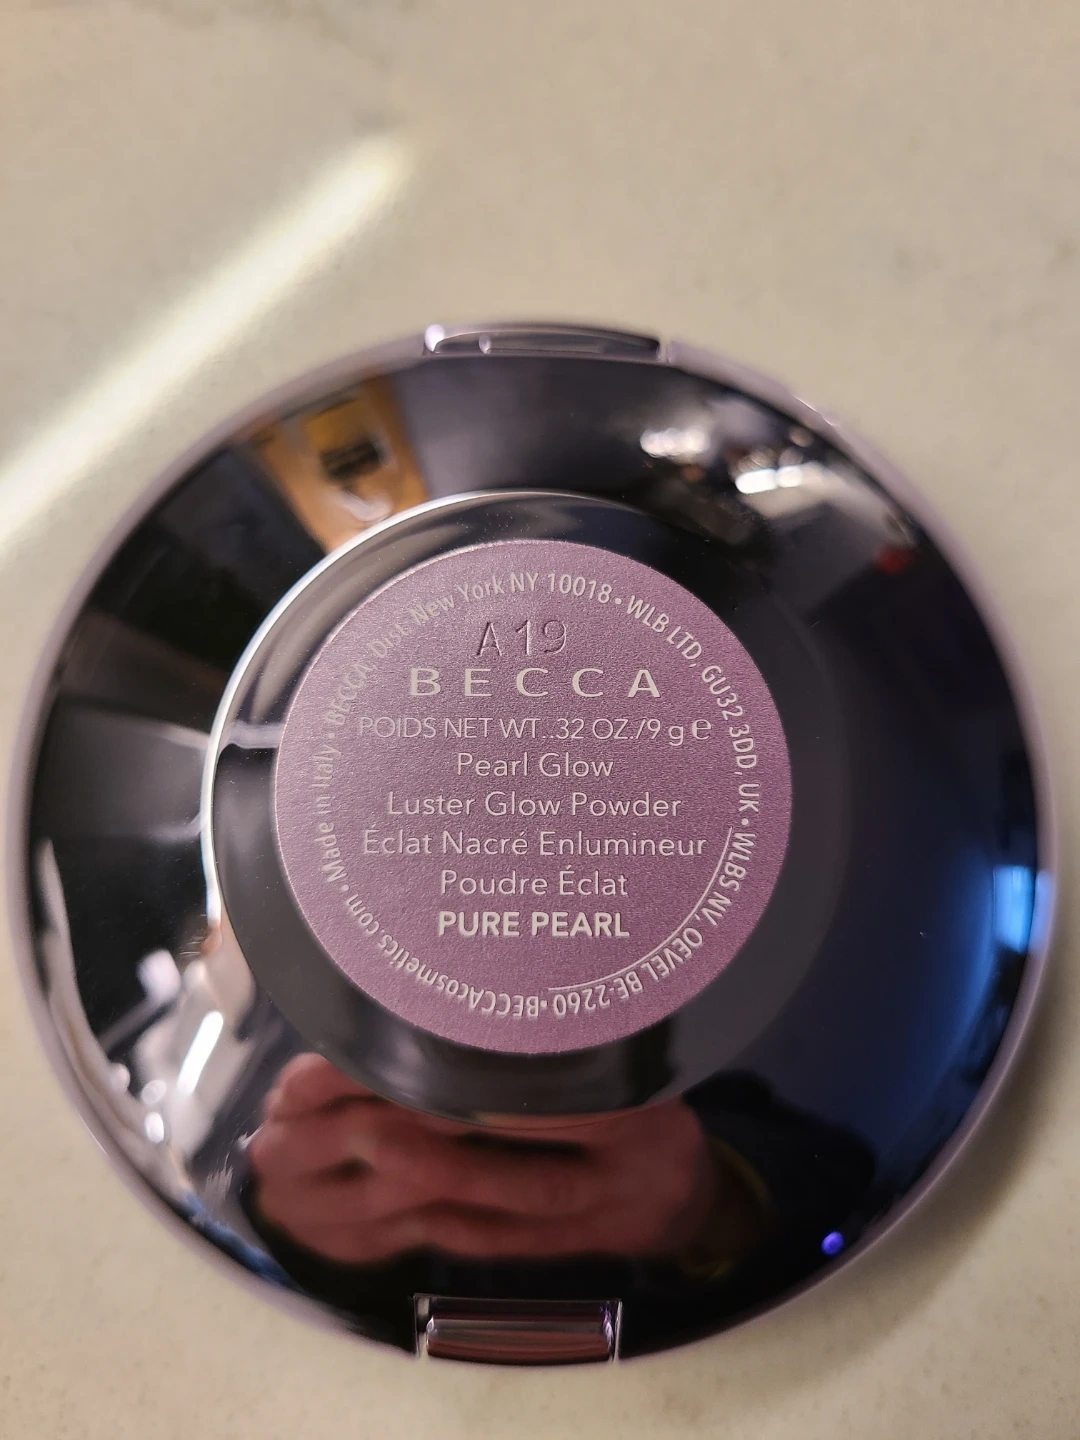 A19
BECCA
POIDS NET WT..32 OZ./9 g e
Pearl Glow
Luster Glow Powder
Éclat Nacré Enlumineur
Poudre Éclat
PURE PEARL
BECCA, Dist. New York NY 10018 • WLB LTD, GU32 3DD, UK • WLBS NV, OEVEL BE-2260 • BECCAcosmetics.com • Made in Italy •